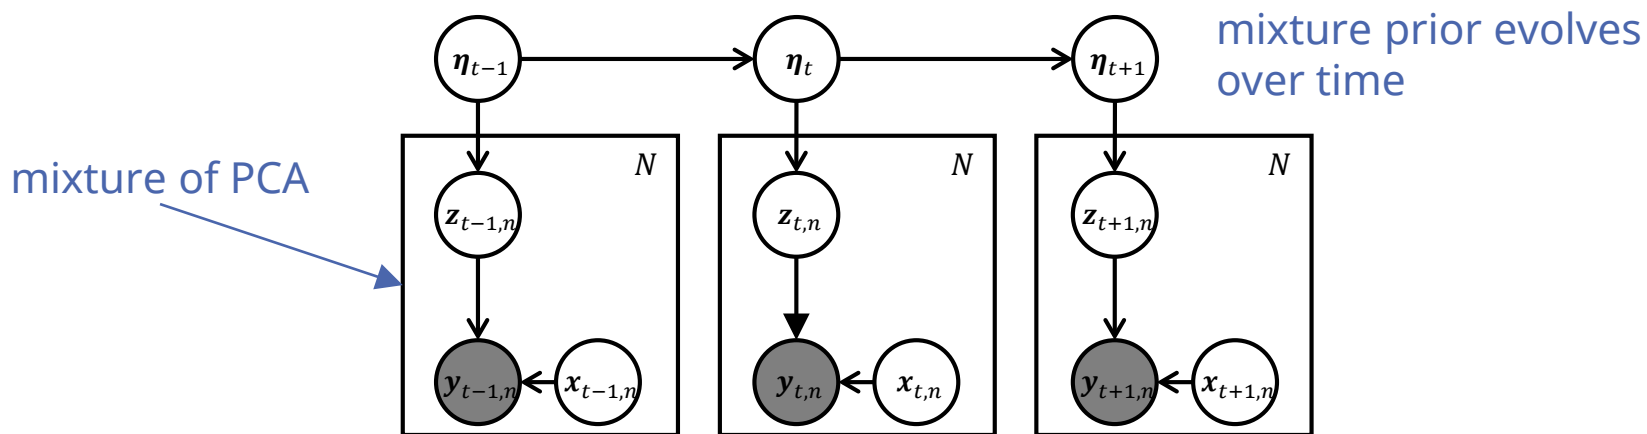 mixture prior evolves
over time
η_{t−1} η_t η_{t+1}
N N N
mixture of PCA
z_{t−1,n} z_{t,n} z_{t+1,n}
y_{t−1,n} x_{t−1,n} y_{t,n} x_{t,n} y_{t+1,n} x_{t+1,n}